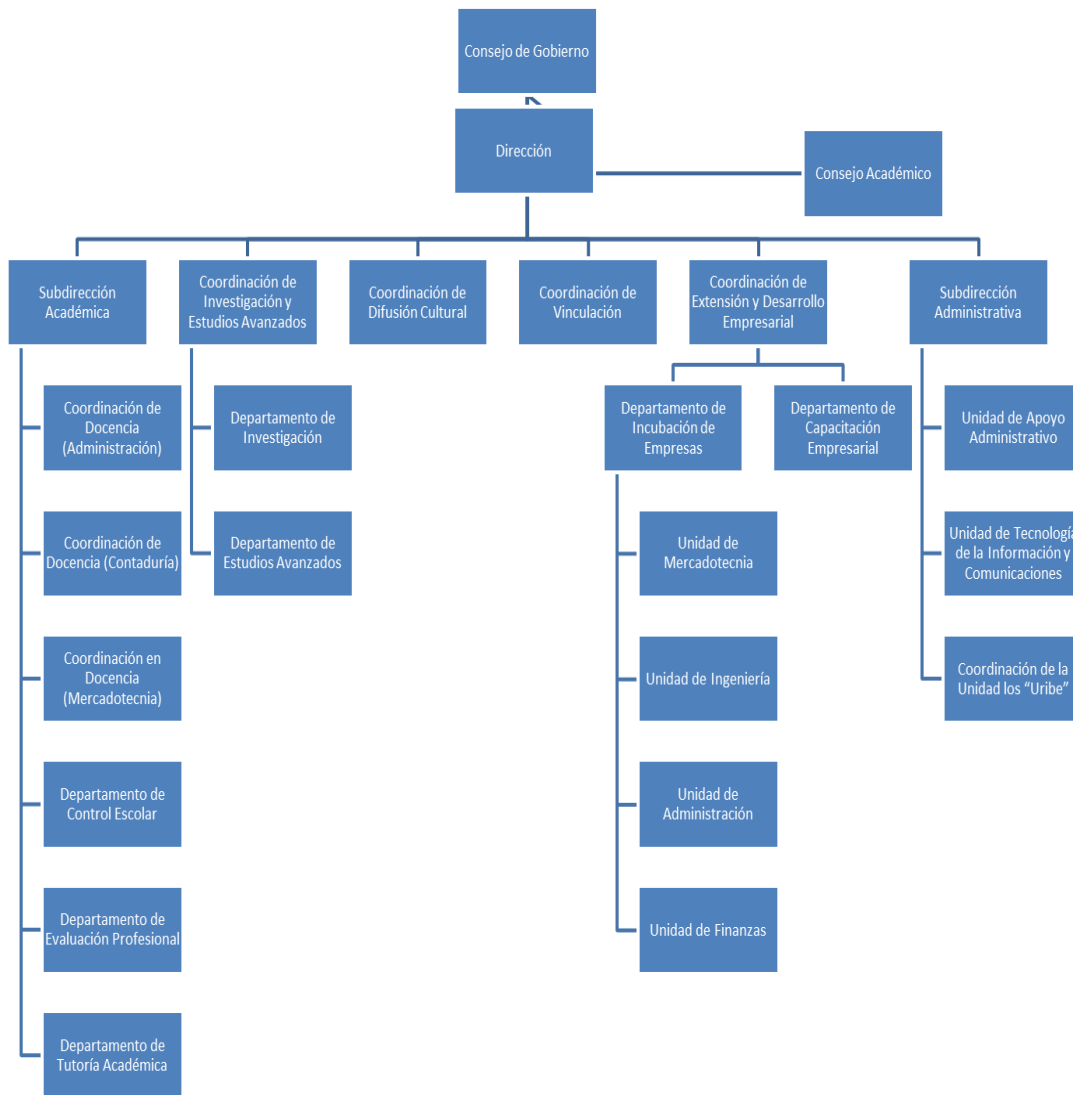 Consejo de Gobierno
Dirección
Consejo Académico
Subdirección
Académica
Coordinación de
Investigación y
Estudios Avanzados
Coordinación de
Difusión Cultural
Coordinación de
Vinculación
Coordinación de
Extensión y Desarrollo
Empresarial
Subdirección
Administrativa
Coordinación de
Docencia
(Administración)
Departamento de
Investigación
Departamento de
Incubación de
Empresas
Departamento de
Capacitación
Empresarial
Unidad de Apoyo
Administrativo
Coordinación de
Docencia (Contaduría)
Departamento de
Estudios Avanzados
Unidad de
Mercadotecnia
Unidad de Tecnología
de la Información y
Comunicaciones
Coordinación en
Docencia
(Mercadotecnia)
Unidad de Ingeniería
Coordinación de la
Unidad los “Uribe”
Departamento de
Control Escolar
Unidad de
Administración
Departamento de
Evaluación Profesional
Unidad de Finanzas
Departamento de
Tutoría Académica